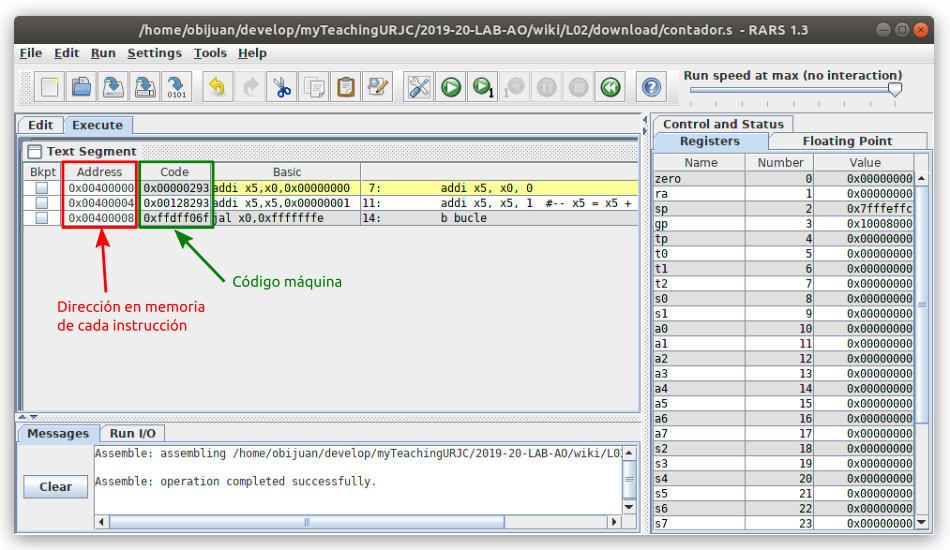 /home/obijuan/develop/myTeachingURJC/2019-20-LAB-AO/wiki/L02/download/contador.s - RARS 1.3
File Edit Run Settings Tools Help
Run speed at max (no interaction)
0101
1
1
Edit Execute
Text Segment
Bkpt Address Code Basic
0x00400000 0x00000293 addi x5,x0,0x00000000 7: addi x5, x0, 0
0x00400004 0x00128293 addi x5,x5,0x00000001 11: addi x5, x5, 1 #-- x5 = x5 +
0x00400008 0xffdff06f jal x0,0xfffffffe 14: b bucle
Código máquina
Dirección en memoria
de cada instrucción
Messages Run I/O
Assemble: assembling /home/obijuan/develop/myTeachingURJC/2019-20-LAB-AO/wiki/L02
Assemble: operation completed successfully.
Clear
Control and Status
Registers Floating Point
Name Number Value
zero 0 0x00000000
ra 1 0x00000000
sp 2 0x7fffeffc
gp 3 0x10008000
tp 4 0x00000000
t0 5 0x00000000
t1 6 0x00000000
t2 7 0x00000000
s0 8 0x00000000
s1 9 0x00000000
a0 10 0x00000000
a1 11 0x00000000
a2 12 0x00000000
a3 13 0x00000000
a4 14 0x00000000
a5 15 0x00000000
a6 16 0x00000000
a7 17 0x00000000
s2 18 0x00000000
s3 19 0x00000000
s4 20 0x00000000
s5 21 0x00000000
s6 22 0x00000000
s7 23 0x00000000